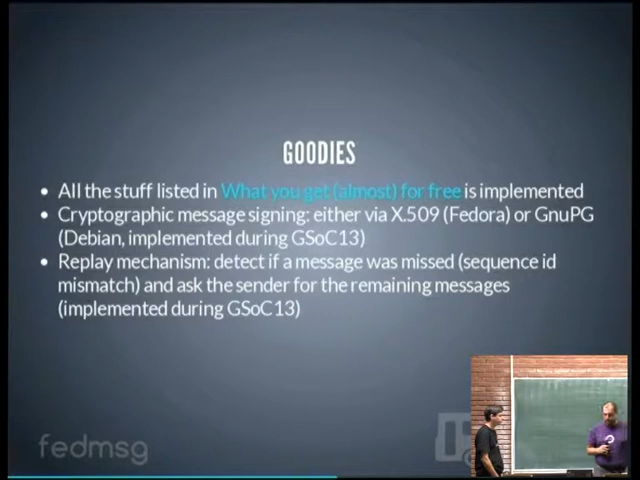 GOODIES
All the stuff listed in What you get (almost) for free is implemented
Cryptographic message signing: either via X.509 (Fedora) or GnuPG
(Debian, implemented during GSoC13)
Replay mechanism: detect if a message was missed (sequence id
mismatch) and ask the sender for the remaining messages
(implemented during GSoC13)
fedmsg